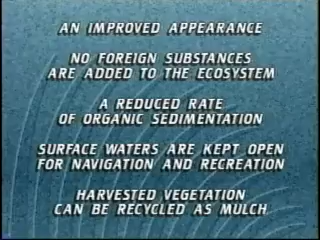 AN IMPROVED APPEARANCE
NO FOREIGN SUBSTANCES
ARE ADDED TO THE ECOSYSTEM
A REDUCED RATE
OF ORGANIC SEDIMENTATION
SURFACE WATERS ARE KEPT OPEN
FOR NAVIGATION AND RECREATION
HARVESTED VEGETATION
CAN BE RECYCLED AS MULCH